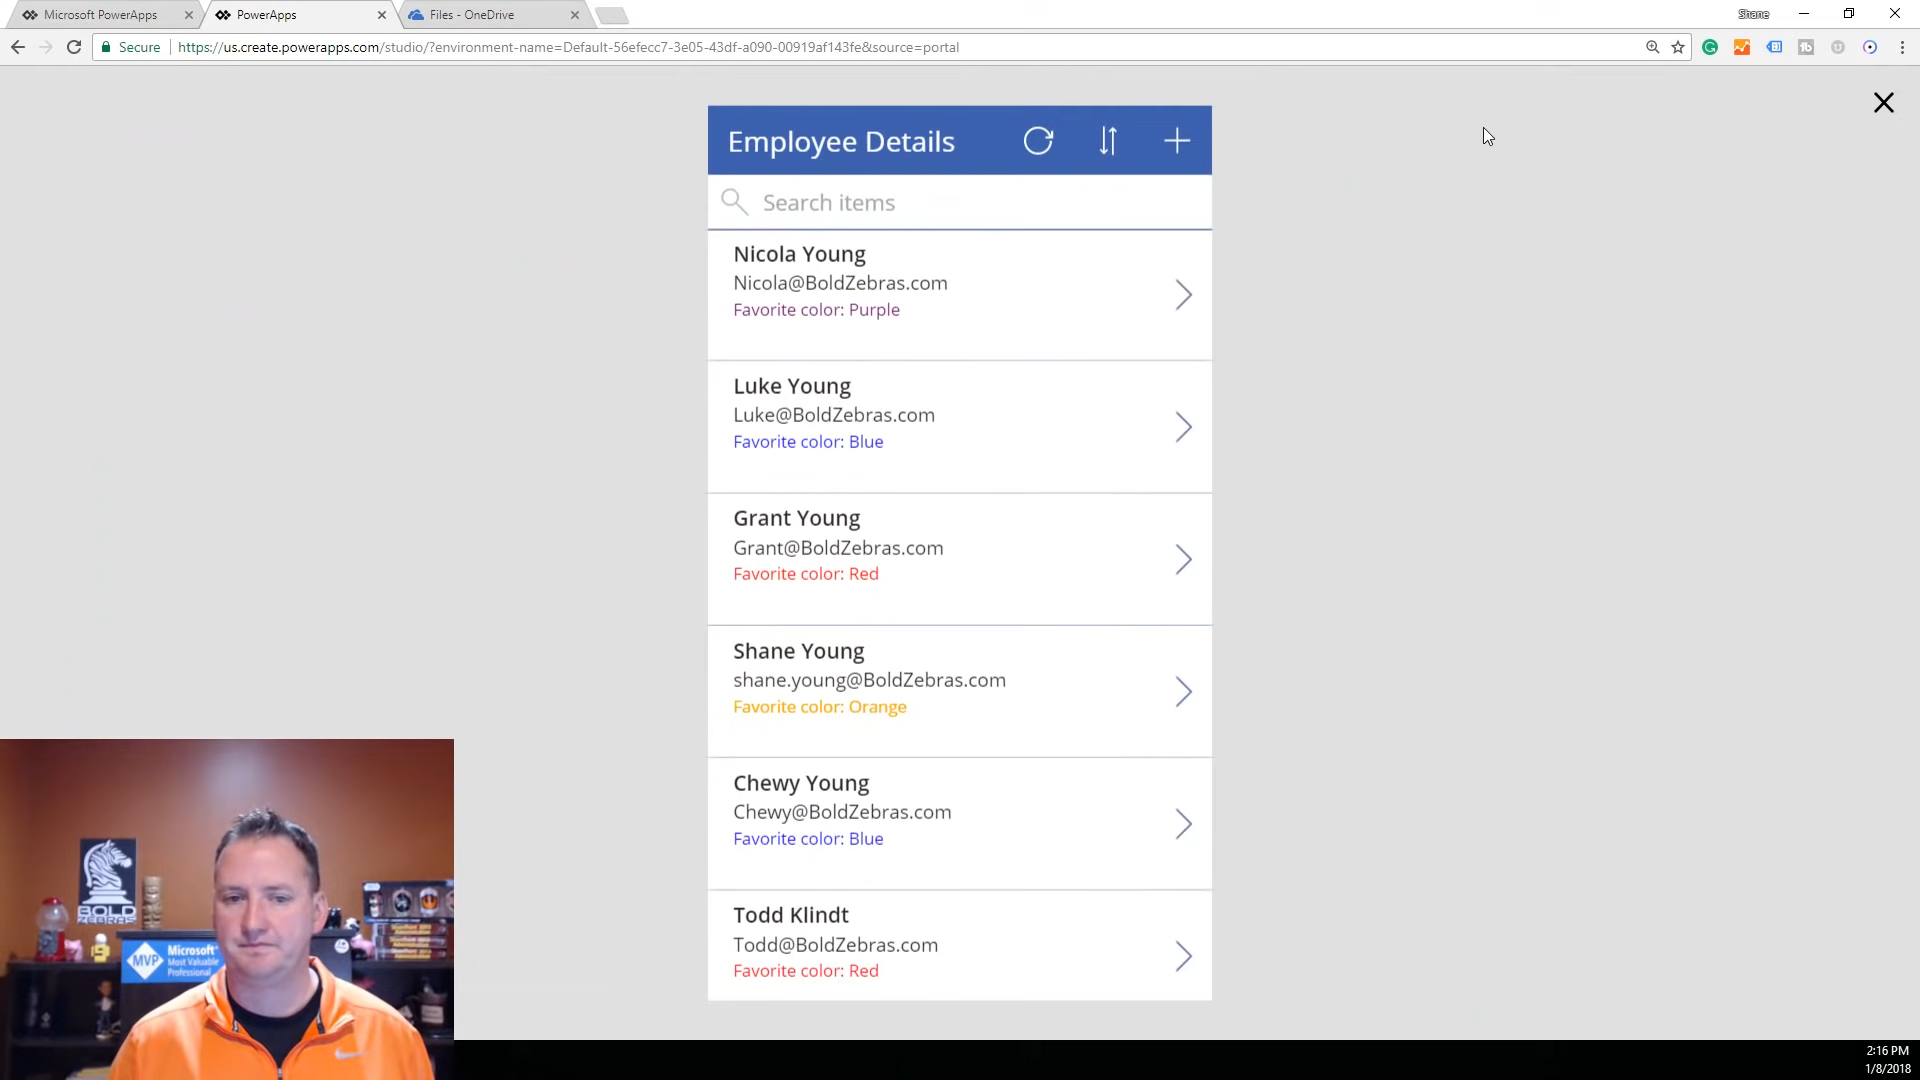 Microsoft PowerApps
PowerApps
Files - OneDrive
Shane
Secure
https://us.create.powerapps.com/studio/?environment-name=Default-56efecc7-3e05-43df-a090-00919af143fe&source=portal
Employee Details
Search items
Nicola Young
Nicola@BoldZebras.com
Favorite color: Purple
Luke Young
Luke@BoldZebras.com
Favorite color: Blue
Grant Young
Grant@BoldZebras.com
Favorite color: Red
Shane Young
shane.young@BoldZebras.com
Favorite color: Orange
Chewy Young
Chewy@BoldZebras.com
Favorite color: Blue
Todd Klindt
Todd@BoldZebras.com
Favorite color: Red
BOLD
ZEBRAS
MVP
Microsoft
Most Valuable
Professional
2:16 PM
1/8/2018